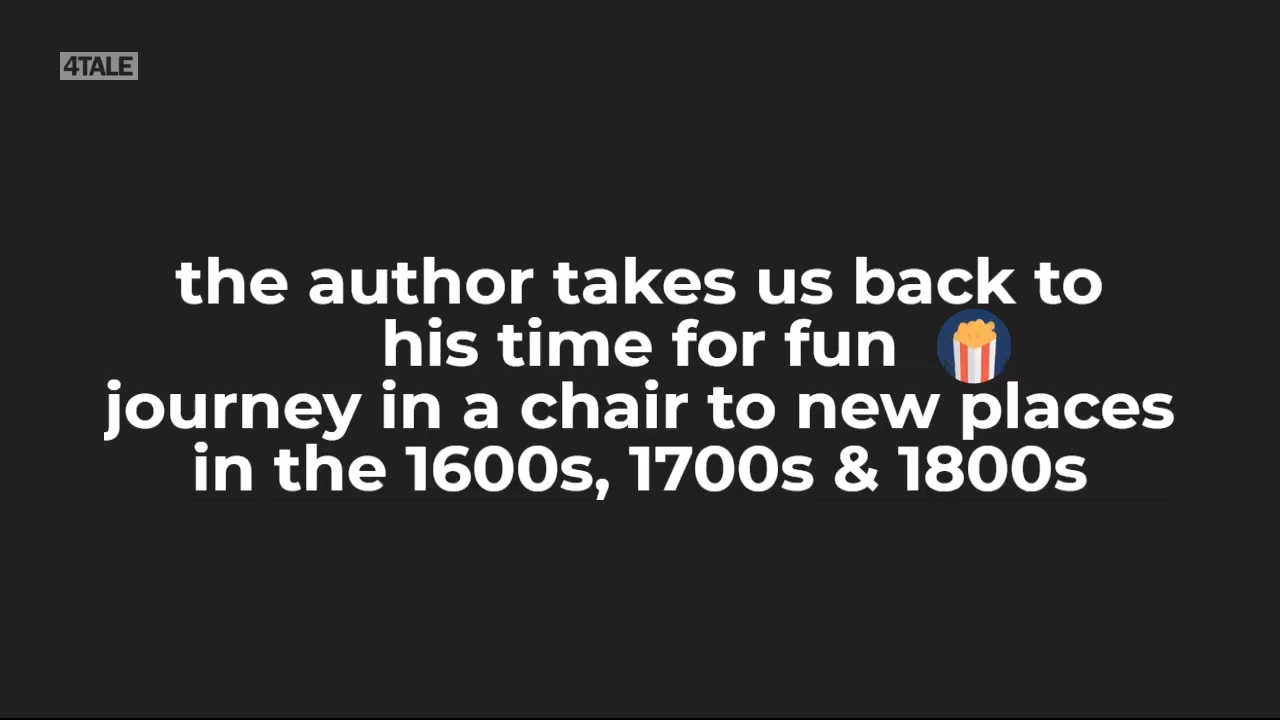 4TALE
the author takes us back to
his time for fun
journey in a chair to new places
in the 1600s, 1700s & 1800s